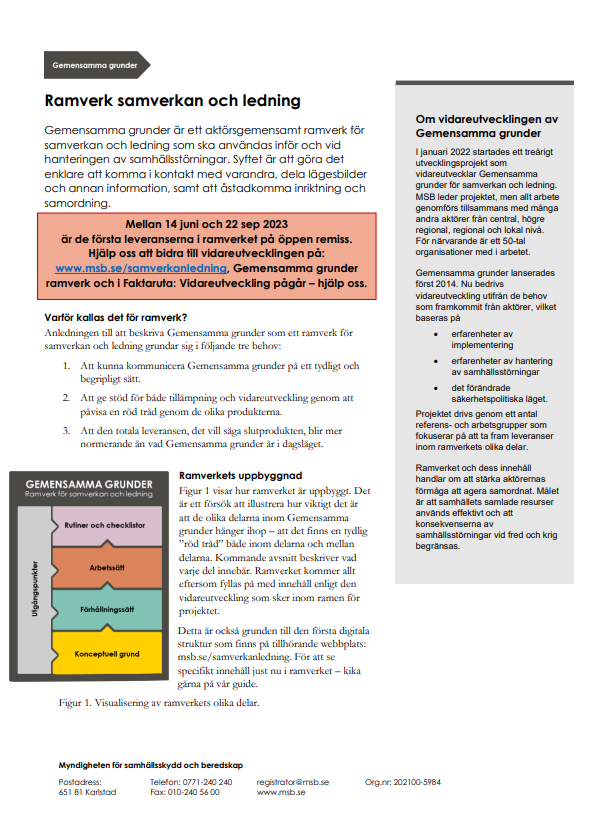 Gemensamma grunder
Ramverk samverkan och ledning
Gemensamma grunder är ett aktörsgemensamt ramverk för
samverkan och ledning som ska användas inför och vid
hanteringen av samhällsstörningar. Syftet är att göra det
enklare att komma i kontakt med varandra, dela lägesbilder
och annan information, samt att åstadkomma inriktning och
samordning.
Mellan 14 juni och 22 sep 2023
är de första leveranserna i ramverket på öppen remiss.
Hjälp oss att bidra till vidareutvecklingen på:
www.msb.se/samverkanledning, Gemensamma grunder
ramverk och i Faktaruta: Vidareutveckling pågår – hjälp oss.
Varför kallas det för ramverk?
Anledningen till att beskriva Gemensamma grunder som ett ramverk för
samverkan och ledning grundar sig i följande tre behov:
1. Att kunna kommunicera Gemensamma grunder på ett tydligt och
begripligt sätt.
2. Att ge stöd för både tillämpning och vidareutveckling genom att
påvisa en röd tråd genom de olika produkterna.
3. Att den totala leveransen, det vill säga slutprodukten, blir mer
normerande än vad Gemensamma grunder är i dagsläget.
GEMENSAMMA GRUNDER
Ramverk för samverkan och ledning
Utgångspunkter
Rutiner och checklistor
Arbetssätt
Förhållningssätt
Konceptuell grund
Ramverkets uppbyggnad
Figur 1 visar hur ramverket är uppbyggt. Det
är ett försök att illustrera hur viktigt det är
att de olika delarna inom Gemensamma
grunder hänger ihop – att det finns en tydlig
”röd tråd” både inom delarna och mellan
delarna. Kommande avsnitt beskriver vad
varje del innebär. Ramverket kommer allt
eftersom fyllas på med innehåll enligt den
vidareutveckling som sker inom ramen för
projektet.
Detta är också grunden till den första digitala
struktur som finns på tillhörande webbplats:
msb.se/samverkanledning. För att se
specifikt innehåll just nu i ramverket – kika
gärna på vår guide.
Figur 1. Visualisering av ramverkets olika delar.
Om vidareutvecklingen av
Gemensamma grunder
I januari 2022 startades ett treårigt
utvecklingsprojekt som
vidareutvecklar Gemensamma
grunder för samverkan och ledning.
MSB leder projektet, men allt arbete
genomförs tillsammans med många
andra aktörer från central, högre
regional, regional och lokal nivå.
För närvarande är ett 50-tal
organisationer med i arbetet.
Gemensamma grunder lanserades
först 2014. Nu bedrivs
vidareutveckling utifrån de behov
som framkommit från aktörer, vilket
baseras på
• erfarenheter av
implementering
• erfarenheter av hantering
av samhällsstörningar
• det förändrade
säkerhetspolitiska läget.
Projektet drivs genom ett antal
referens- och arbetsgrupper som
fokuserar på att ta fram leveranser
inom ramverkets olika delar.
Ramverket och dess innehåll
handlar om att stärka aktörernas
förmåga att agera samordnat. Målet
är att samhällets samlade resurser
används effektivt och att
konsekvenserna av
samhällsstörningar vid fred och krig
begränsas.
Myndigheten för samhällsskydd och beredskap
Postadress: Telefon: 0771-240 240 registrator@msb.se Org.nr: 202100-5984
651 81 Karlstad Fax: 010-240 56 00 www.msb.se